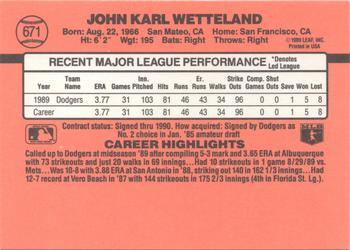 671
JOHN KARL WETTELAND
Born: Aug. 22, 1966 San Mateo, CA Home: San Francisco, CA
Ht: 6' 2" Wgt: 195 Bats: Right Throws: Right
©1989 LEAF, INC.
Printed in USA
RECENT MAJOR LEAGUE PERFORMANCE *Denotes Led League
Year Team Name ERA Games Inn. Pitched Hits Runs Er. Runs Walks Strike Outs Comp. Games Shut Outs Save Won Lost
1989 Dodgers 3.77 31 103 81 46 43 34 96 0 0 1 5 8
Career 3.77 31 103 81 46 43 34 96 0 0 1 5 8
Contract status: Signed thru 1990. How acquired: Signed by Dodgers as
No. 2 choice in Jan. '85 amateur draft
CAREER HIGHLIGHTS
Called up to Dodgers at midseason '89 after compiling 5-3 mark and 3.65 ERA at Albuquerque
with 73 strikeouts and just 20 walks in 69 innings... Had 10 strikeouts in 1 game 8/29/89 vs.
Mets... Was 10-8 with 3.88 ERA at San Antonio in '88, striking out 140 in 162 1/3 innings... Had
12-7 record at Vero Beach in '87 with 144 strikeouts in 175 2/3 innings (4th in Florida St. Lg.).